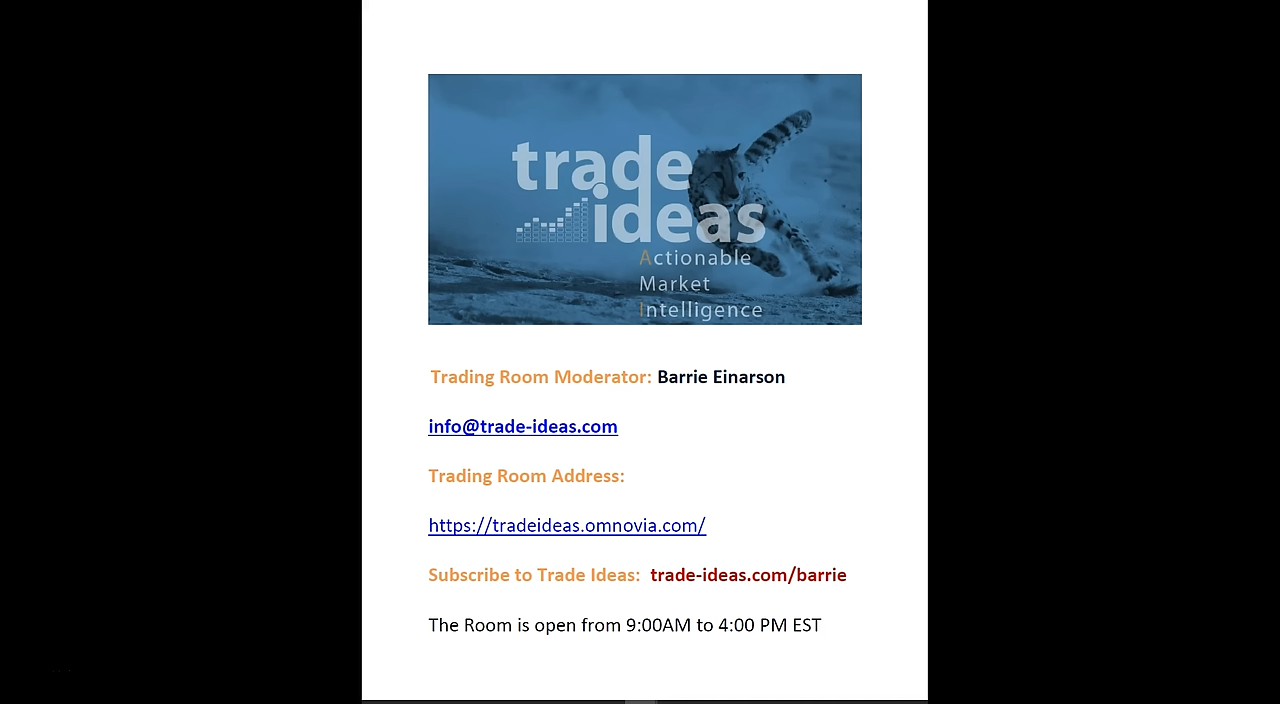 trade
ideas
Actionable
Market
Intelligence
Trading Room Moderator: Barrie Einarson
info@trade-ideas.com
Trading Room Address:
https://tradeideas.omnovia.com/
Subscribe to Trade Ideas: trade-ideas.com/barrie
The Room is open from 9:00AM to 4:00 PM EST